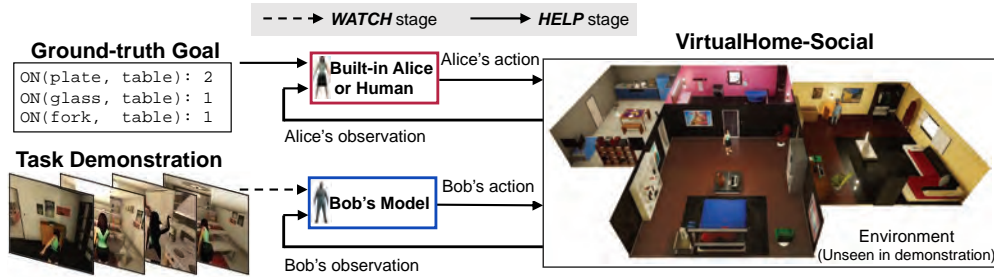 WATCH stage
HELP stage
Ground-truth Goal
ON(plate, table): 2
ON(glass, table): 1
ON(fork, table): 1
Built-in Alice
or Human
Alice's action
Alice's observation
VirtualHome-Social
Task Demonstration
Bob's Model
Bob's action
Bob's observation
Environment
(Unseen in demonstration)